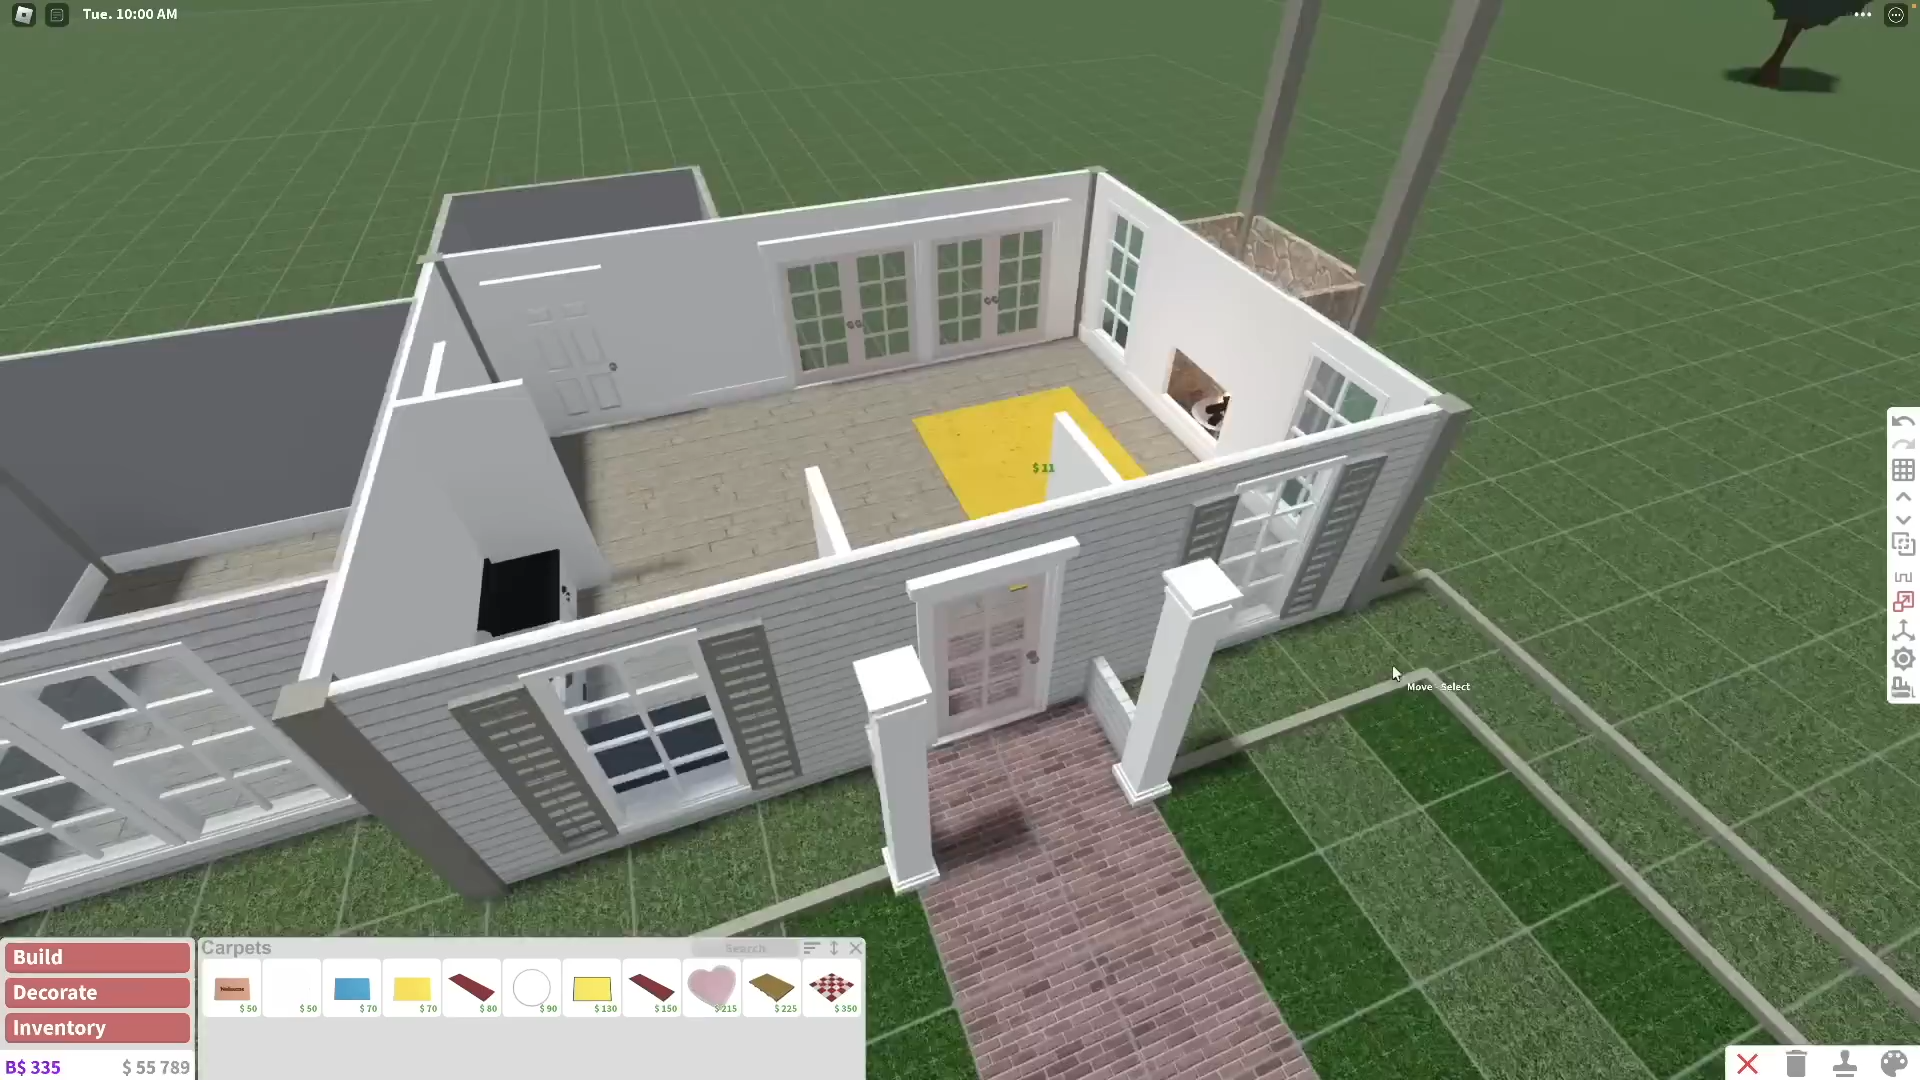 Tue. 10:00 AM
$ 11
Move - Select
Build
Decorate
Inventory
B$ 335
$ 55 789
Carpets
Search
$ 50
$ 50
$ 70
$ 70
$ 80
$ 90
$ 130
$ 150
$ 215
$ 225
$ 350